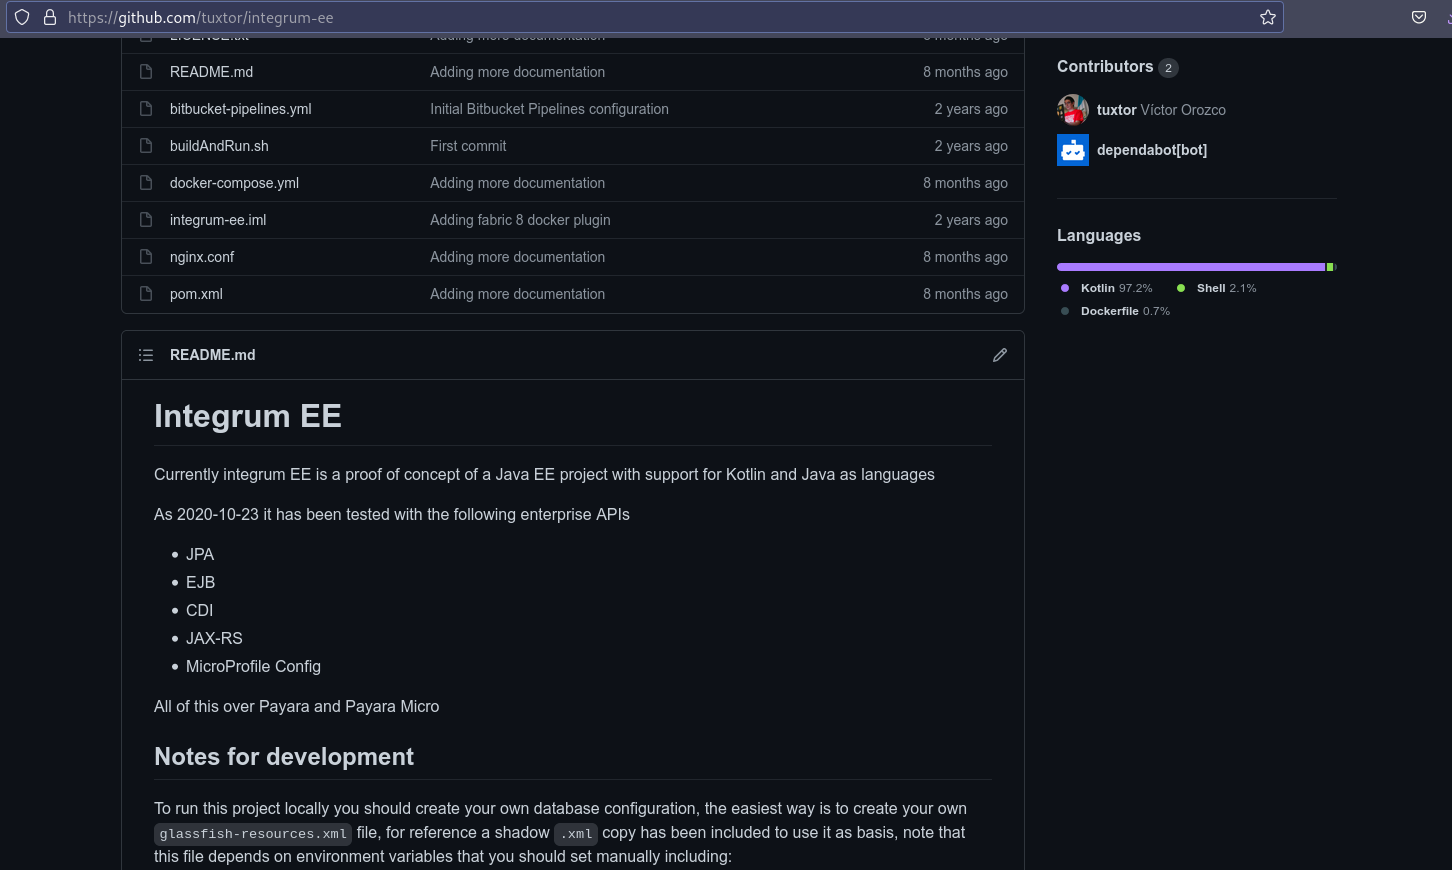 https://github.com/tuxtor/integrum-ee
LICENSE.txt Adding more documentation 8 months ago
README.md Adding more documentation 8 months ago
bitbucket-pipelines.yml Initial Bitbucket Pipelines configuration 2 years ago
buildAndRun.sh First commit 2 years ago
docker-compose.yml Adding more documentation 8 months ago
integrum-ee.iml Adding fabric 8 docker plugin 2 years ago
nginx.conf Adding more documentation 8 months ago
pom.xml Adding more documentation 8 months ago
README.md
Integrum EE
Currently integrum EE is a proof of concept of a Java EE project with support for Kotlin and Java as languages
As 2020-10-23 it has been tested with the following enterprise APIs
• JPA
• EJB
• CDI
• JAX-RS
• MicroProfile Config
All of this over Payara and Payara Micro
Notes for development
To run this project locally you should create your own database configuration, the easiest way is to create your own
glassfish-resources.xml file, for reference a shadow .xml copy has been included to use it as basis, note that
this file depends on environment variables that you should set manually including:
Contributors 2
tuxtor Víctor Orozco
dependabot[bot]
Languages
Kotlin 97.2% Shell 2.1%
Dockerfile 0.7%